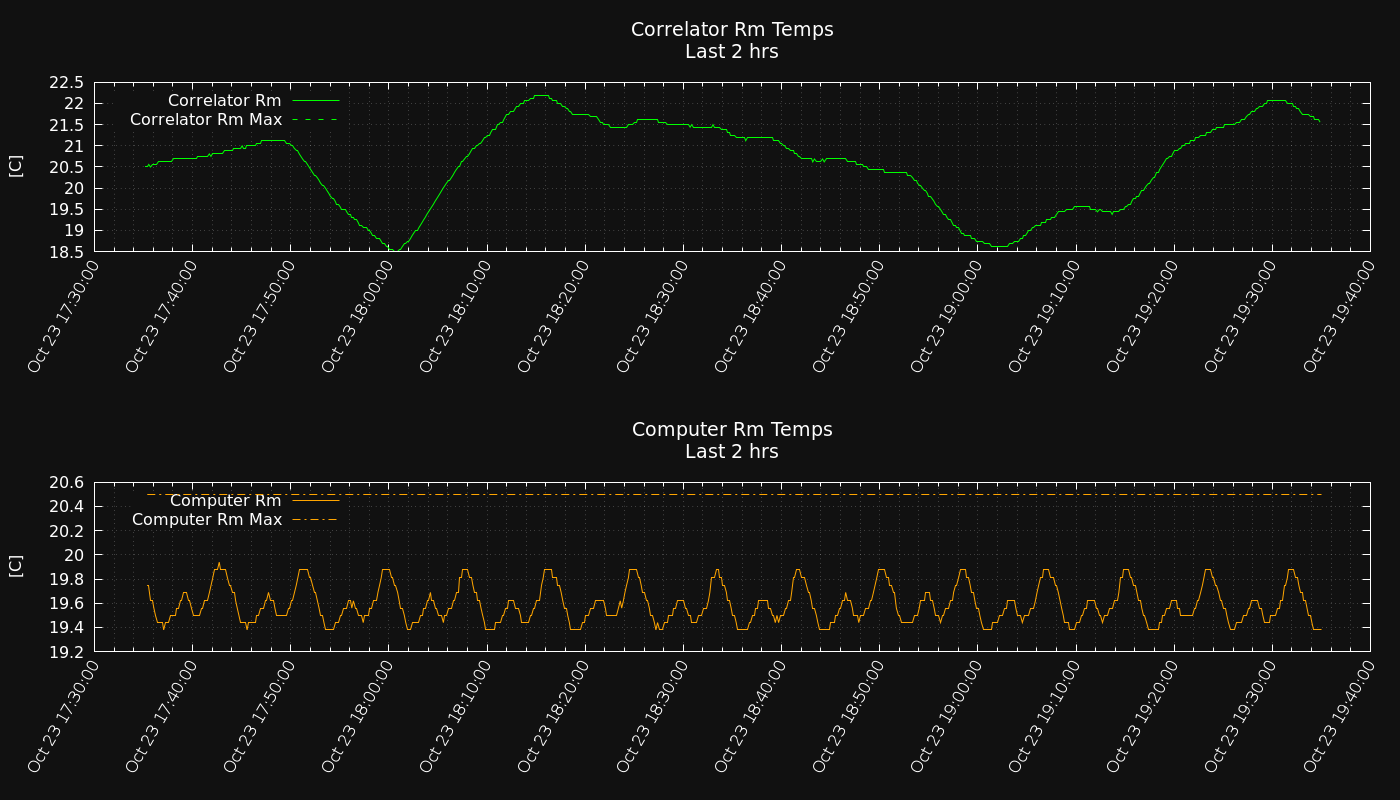 Correlator Rm Temps
Last 2 hrs
[C]
22.5
22
21.5
21
20.5
20
19.5
19
18.5
Correlator Rm
Correlator Rm Max
Oct 23 17:30:00
Oct 23 17:40:00
Oct 23 17:50:00
Oct 23 18:00:00
Oct 23 18:10:00
Oct 23 18:20:00
Oct 23 18:30:00
Oct 23 18:40:00
Oct 23 18:50:00
Oct 23 19:00:00
Oct 23 19:10:00
Oct 23 19:20:00
Oct 23 19:30:00
Oct 23 19:40:00
Computer Rm Temps
Last 2 hrs
[C]
20.6
20.4
20.2
20
19.8
19.6
19.4
19.2
Computer Rm
Computer Rm Max
Oct 23 17:30:00
Oct 23 17:40:00
Oct 23 17:50:00
Oct 23 18:00:00
Oct 23 18:10:00
Oct 23 18:20:00
Oct 23 18:30:00
Oct 23 18:40:00
Oct 23 18:50:00
Oct 23 19:00:00
Oct 23 19:10:00
Oct 23 19:20:00
Oct 23 19:30:00
Oct 23 19:40:00